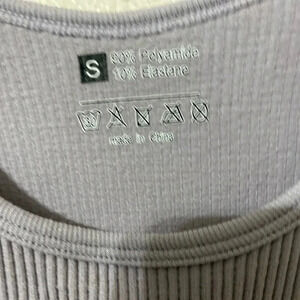 S
90% Polyamide
10% Elastane
made in China